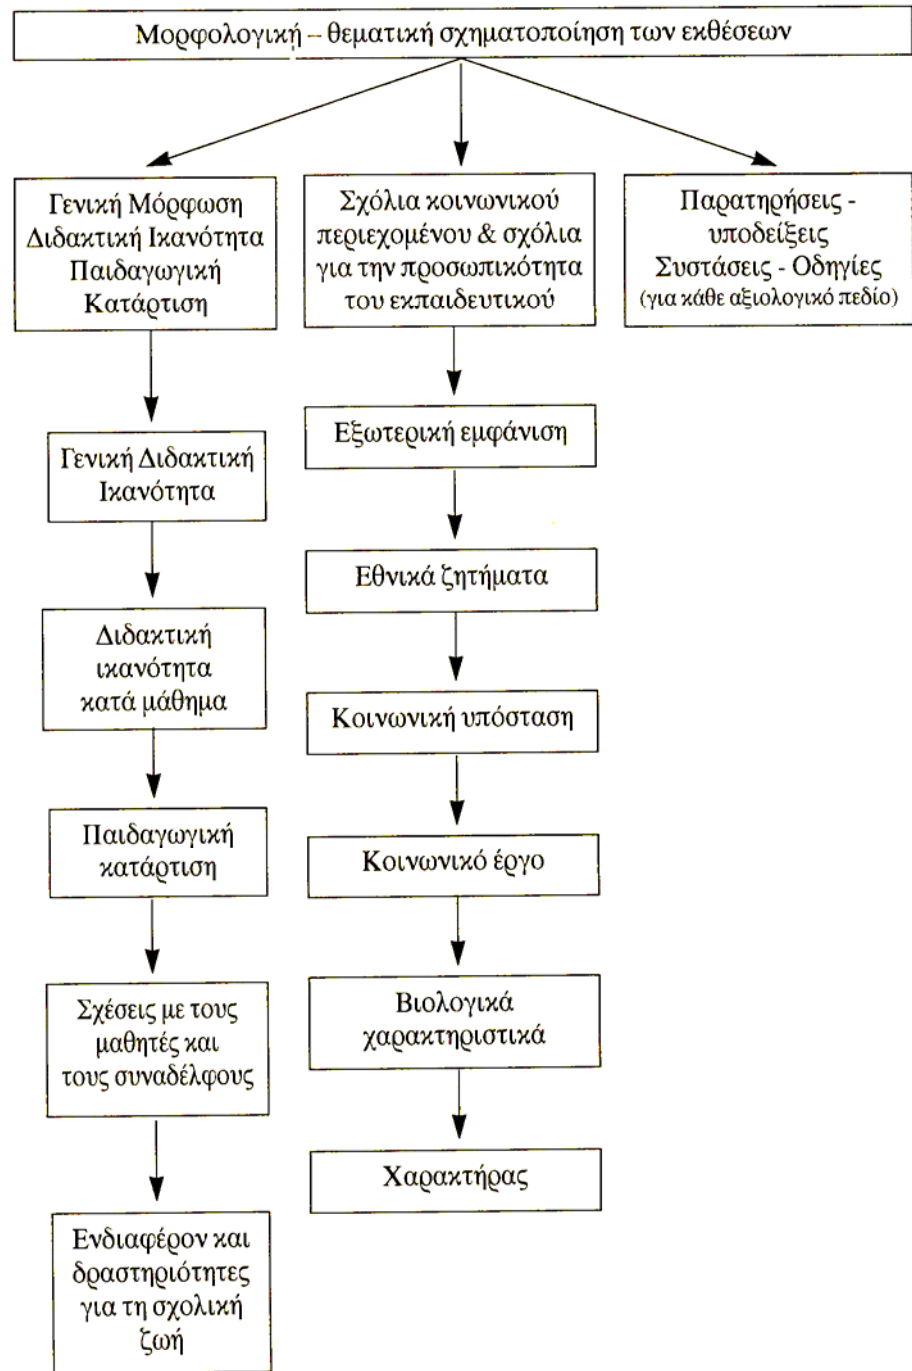 Μορφολογική – θεματική σχηματοποίηση των εκθέσεων
Γενική Μόρφωση
Διδακτική Ικανότητα
Παιδαγωγική
Κατάρτιση
Γενική Διδακτική
Ικανότητα
Διδακτική
ικανότητα
κατά μάθημα
Παιδαγωγική
κατάρτιση
Σχέσεις με τους
μαθητές και
τους συναδέλφους
Ενδιαφέρον και
δραστηριότητες
για τη σχολική
ζωή
Σχόλια κοινωνικού
περιεχομένου & σχόλια
για την προσωπικότητα
του εκπαιδευτικού
Εξωτερική εμφάνιση
Εθνικά ζητήματα
Κοινωνική υπόσταση
Κοινωνικό έργο
Βιολογικά
χαρακτηριστικά
Χαρακτήρας
Παρατηρήσεις -
υποδείξεις
Συστάσεις - Οδηγίες
(για κάθε αξιολογικό πεδίο)